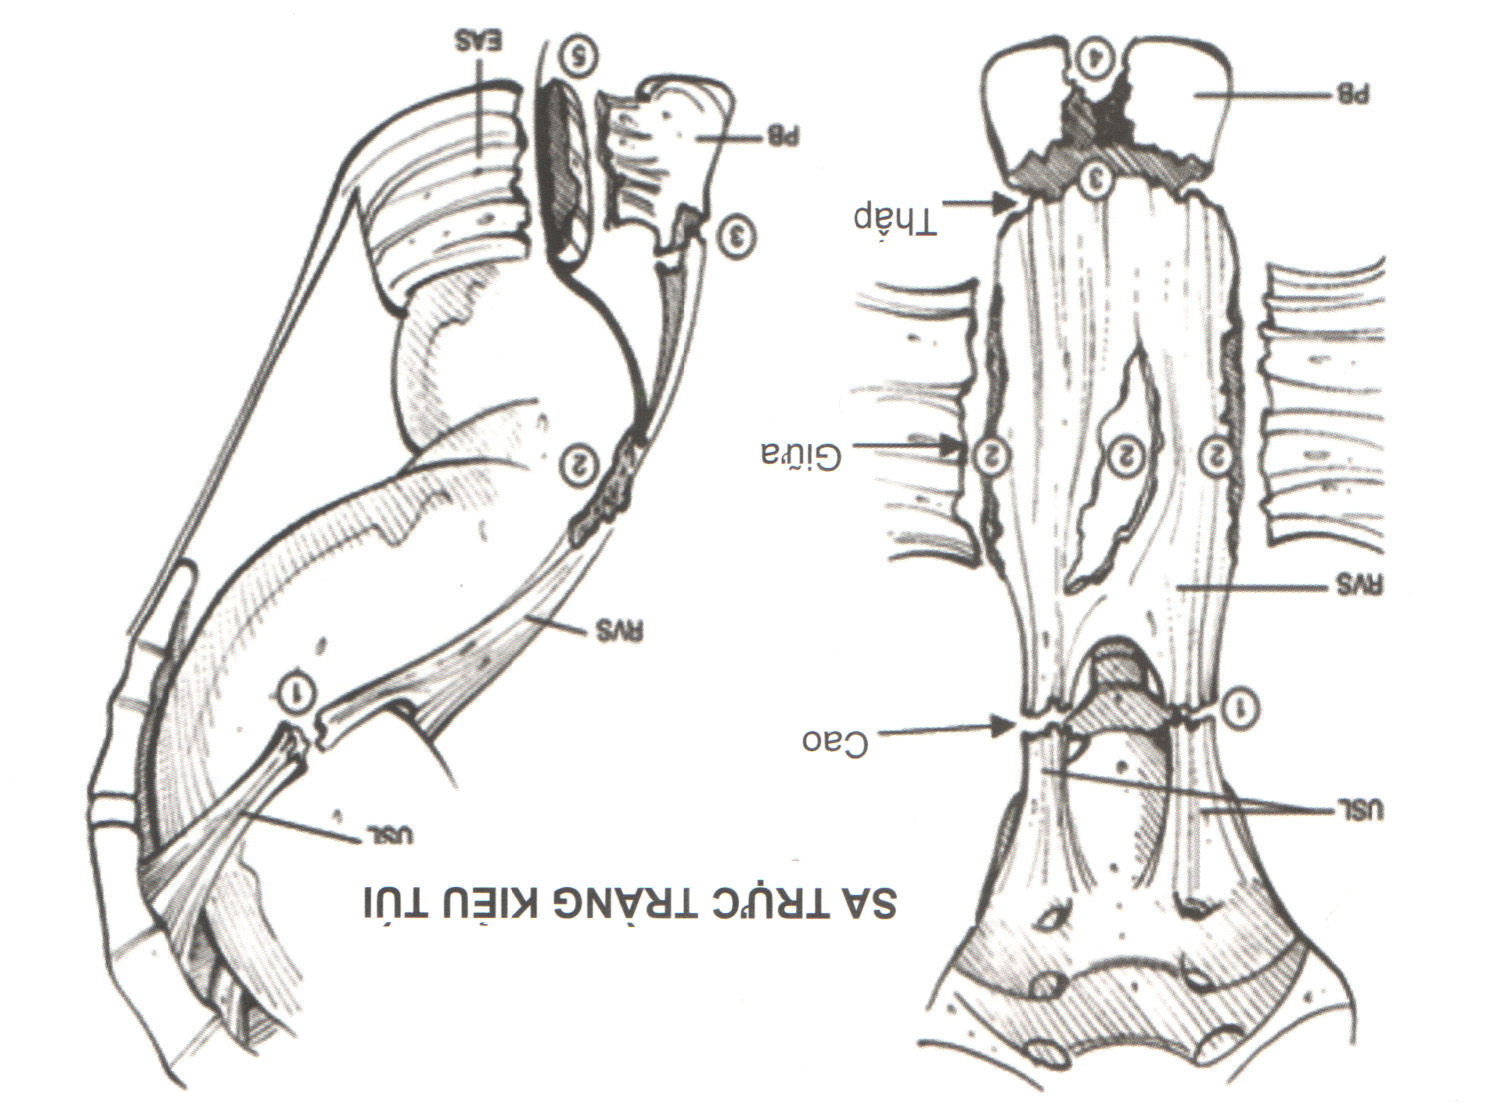 SA TRỰC TRÀNG KIỂU TÚI
USL
1
Cao
RVS
2
2
2
Giữa
Thấp
3
PB
4
USL
1
RVS
2
3
PB
5
EAS